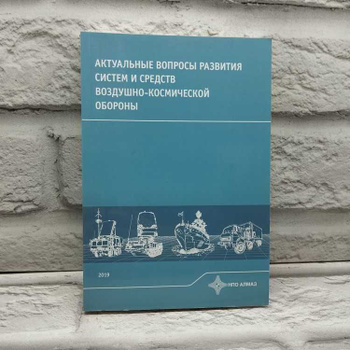 АКТУАЛЬНЫЕ ВОПРОСЫ РАЗВИТИЯ
СИСТЕМ И СРЕДСТВ
ВОЗДУШНО-КОСМИЧЕСКОЙ
ОБОРОНЫ
2019
НПО АЛМАЗ